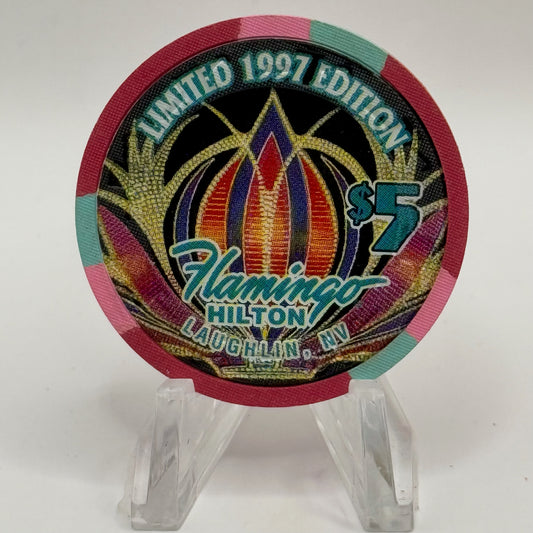 LIMITED 1997 EDITION
$5
Flamingo
HILTON
LAUGHLIN, NV